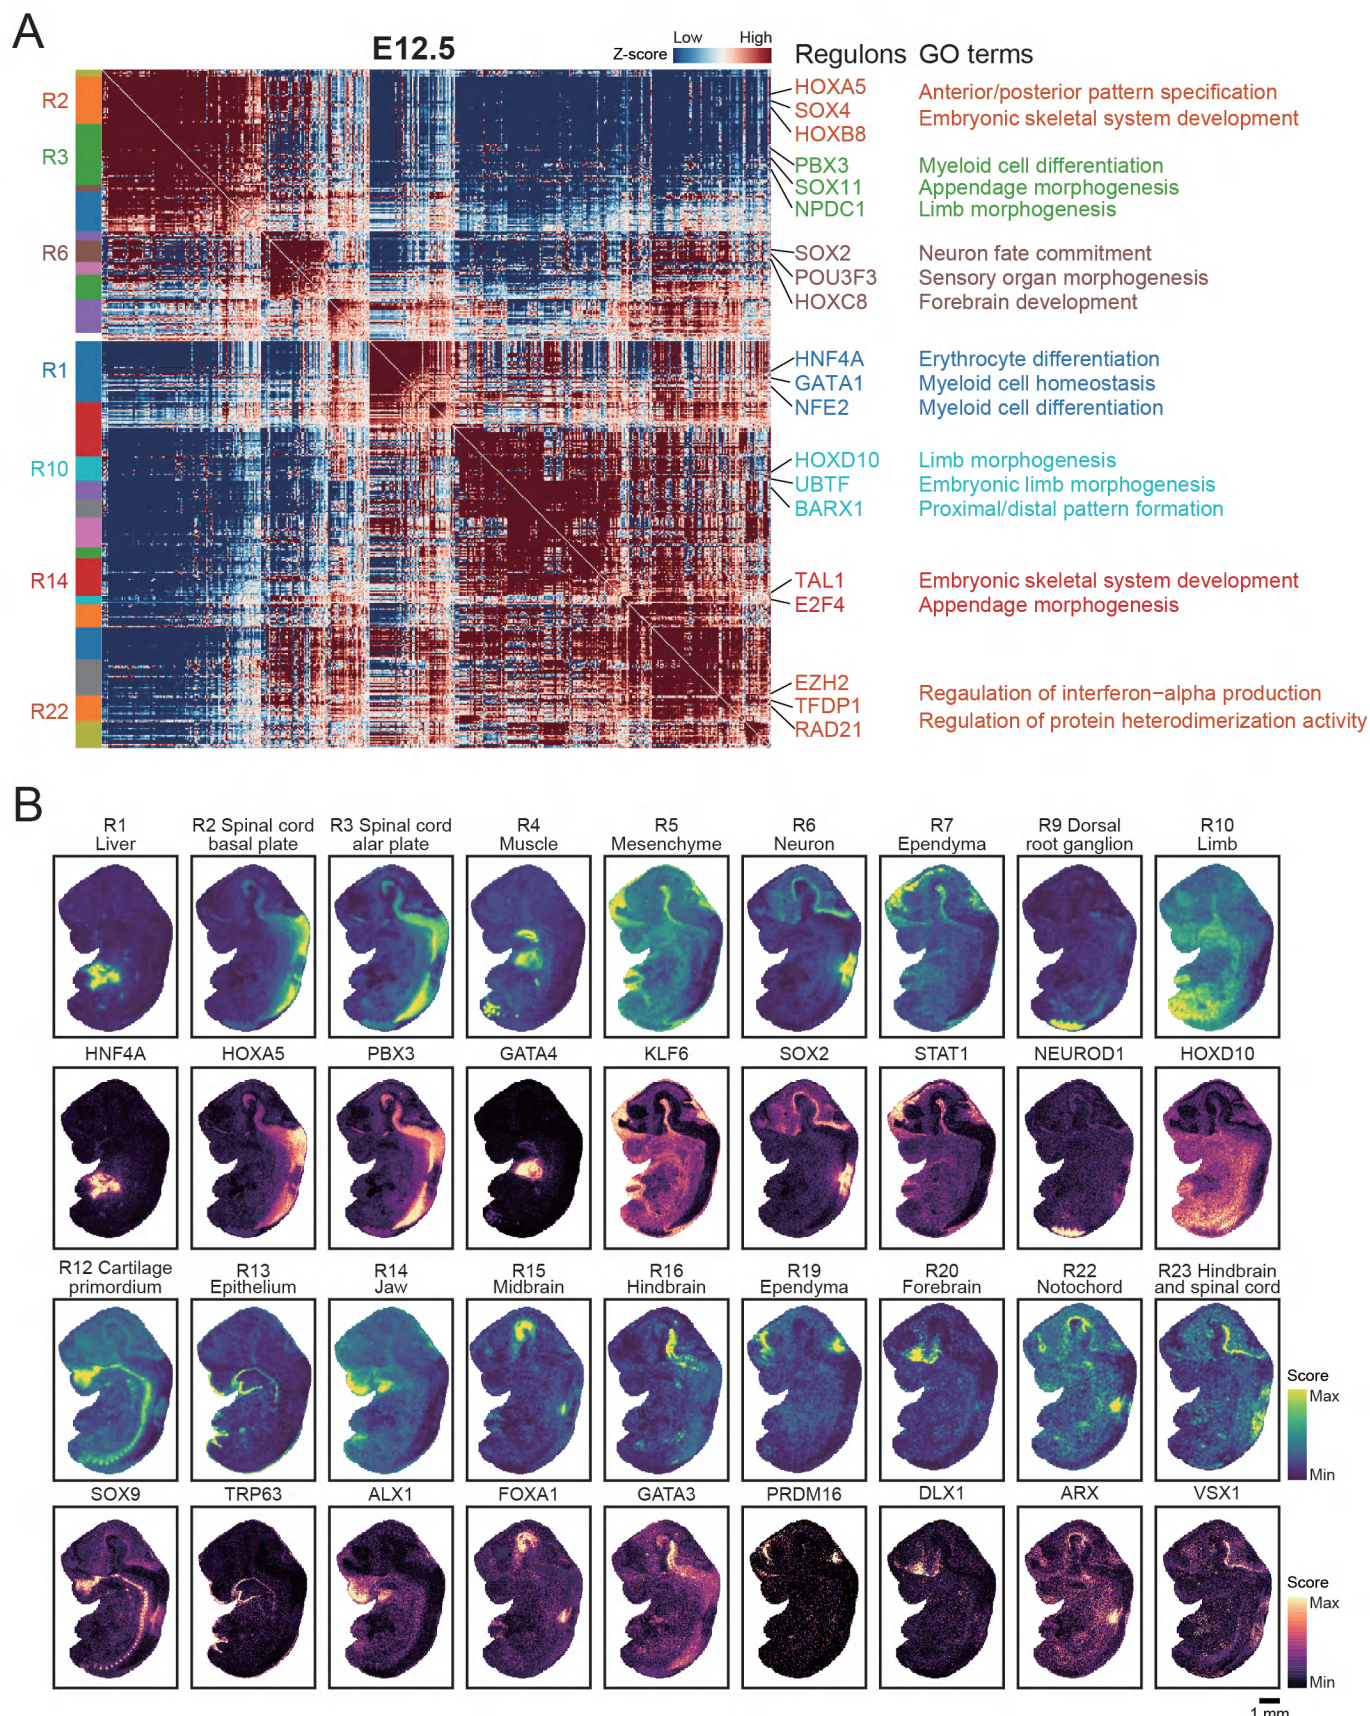 A
E12.5
Z-score
Low
High
Regulons
GO terms
R2
HOXA5
SOX4
HOXB8
Anterior/posterior pattern specification
Embryonic skeletal system development
R3
PBX3
SOX11
NPDC1
Myeloid cell differentiation
Appendage morphogenesis
Limb morphogenesis
R6
SOX2
POU3F3
HOXC8
Neuron fate commitment
Sensory organ morphogenesis
Forebrain development
R1
HNF4A
GATA1
NFE2
Erythrocyte differentiation
Myeloid cell homeostasis
Myeloid cell differentiation
R10
HOXD10
UBTF
BARX1
Limb morphogenesis
Embryonic limb morphogenesis
Proximal/distal pattern formation
R14
TAL1
E2F4
Embryonic skeletal system development
Appendage morphogenesis
R22
EZH2
TFDP1
RAD21
Regaulation of interferon−alpha production
Regulation of protein heterodimerization activity
B
R1
Liver
R2 Spinal cord
basal plate
R3 Spinal cord
alar plate
R4
Muscle
R5
Mesenchyme
R6
Neuron
R7
Ependyma
R9 Dorsal
root ganglion
R10
Limb
HNF4A
HOXA5
PBX3
GATA4
KLF6
SOX2
STAT1
NEUROD1
HOXD10
R12 Cartilage
primordium
R13
Epithelium
R14
Jaw
R15
Midbrain
R16
Hindbrain
R19
Ependyma
R20
Forebrain
R22
Notochord
R23 Hindbrain
and spinal cord
Score
Max
Min
SOX9
TRP63
ALX1
FOXA1
GATA3
PRDM16
DLX1
ARX
VSX1
Score
Max
Min
1 mm